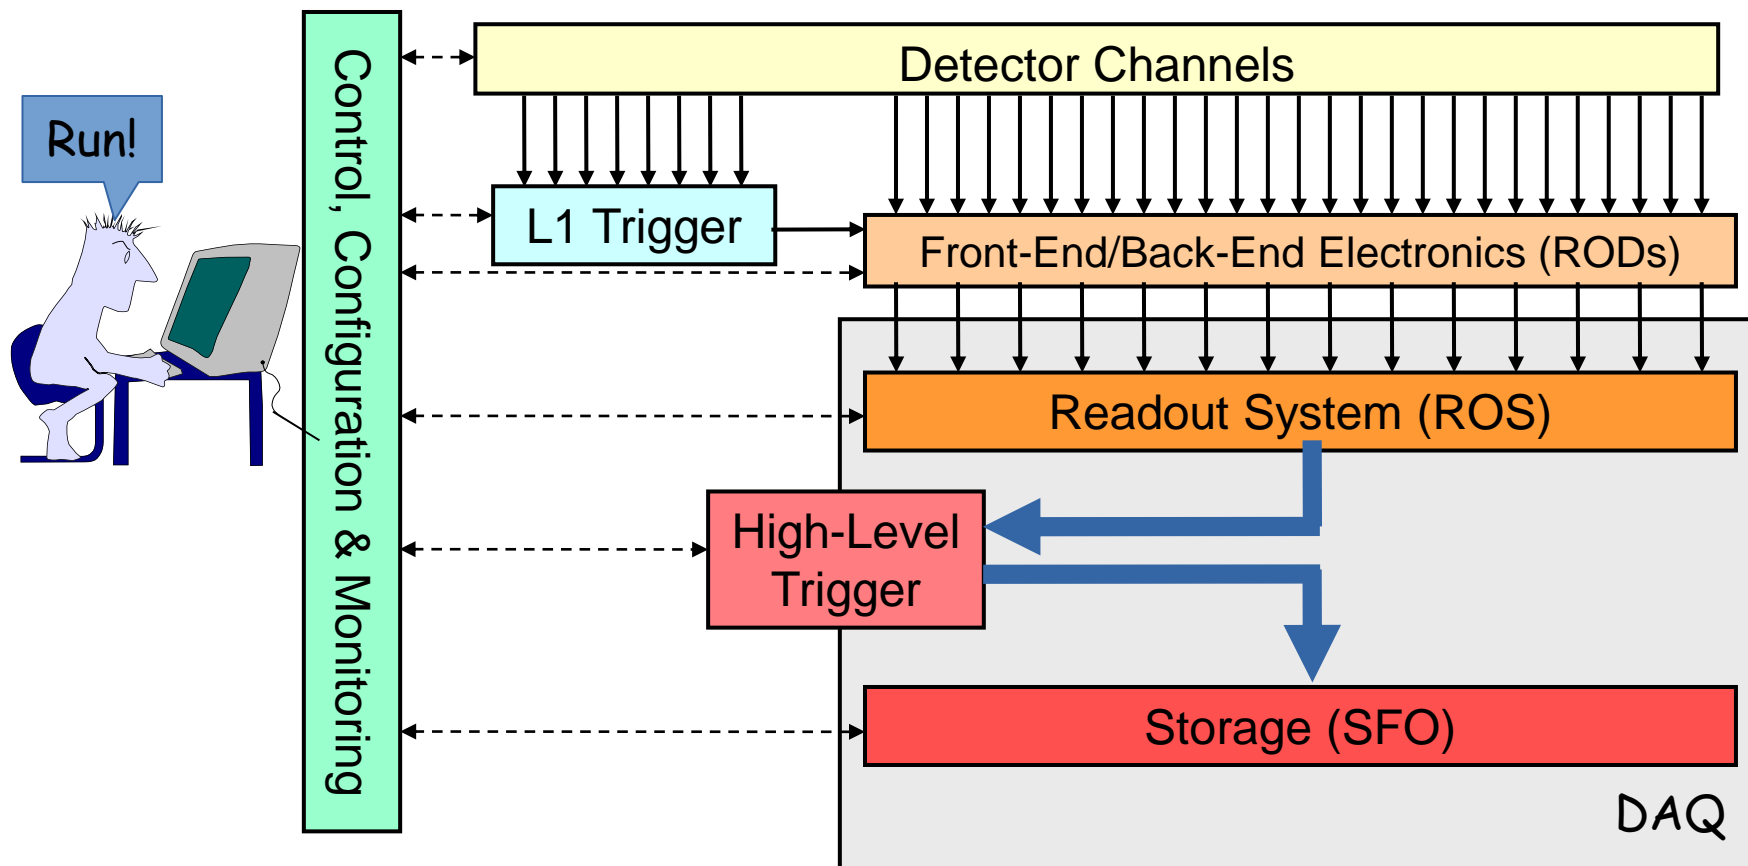 Run!
Control, Configuration & Monitoring
Detector Channels
L1 Trigger
Front-End/Back-End Electronics (RODs)
Readout System (ROS)
High-Level
Trigger
Storage (SFO)
DAQ